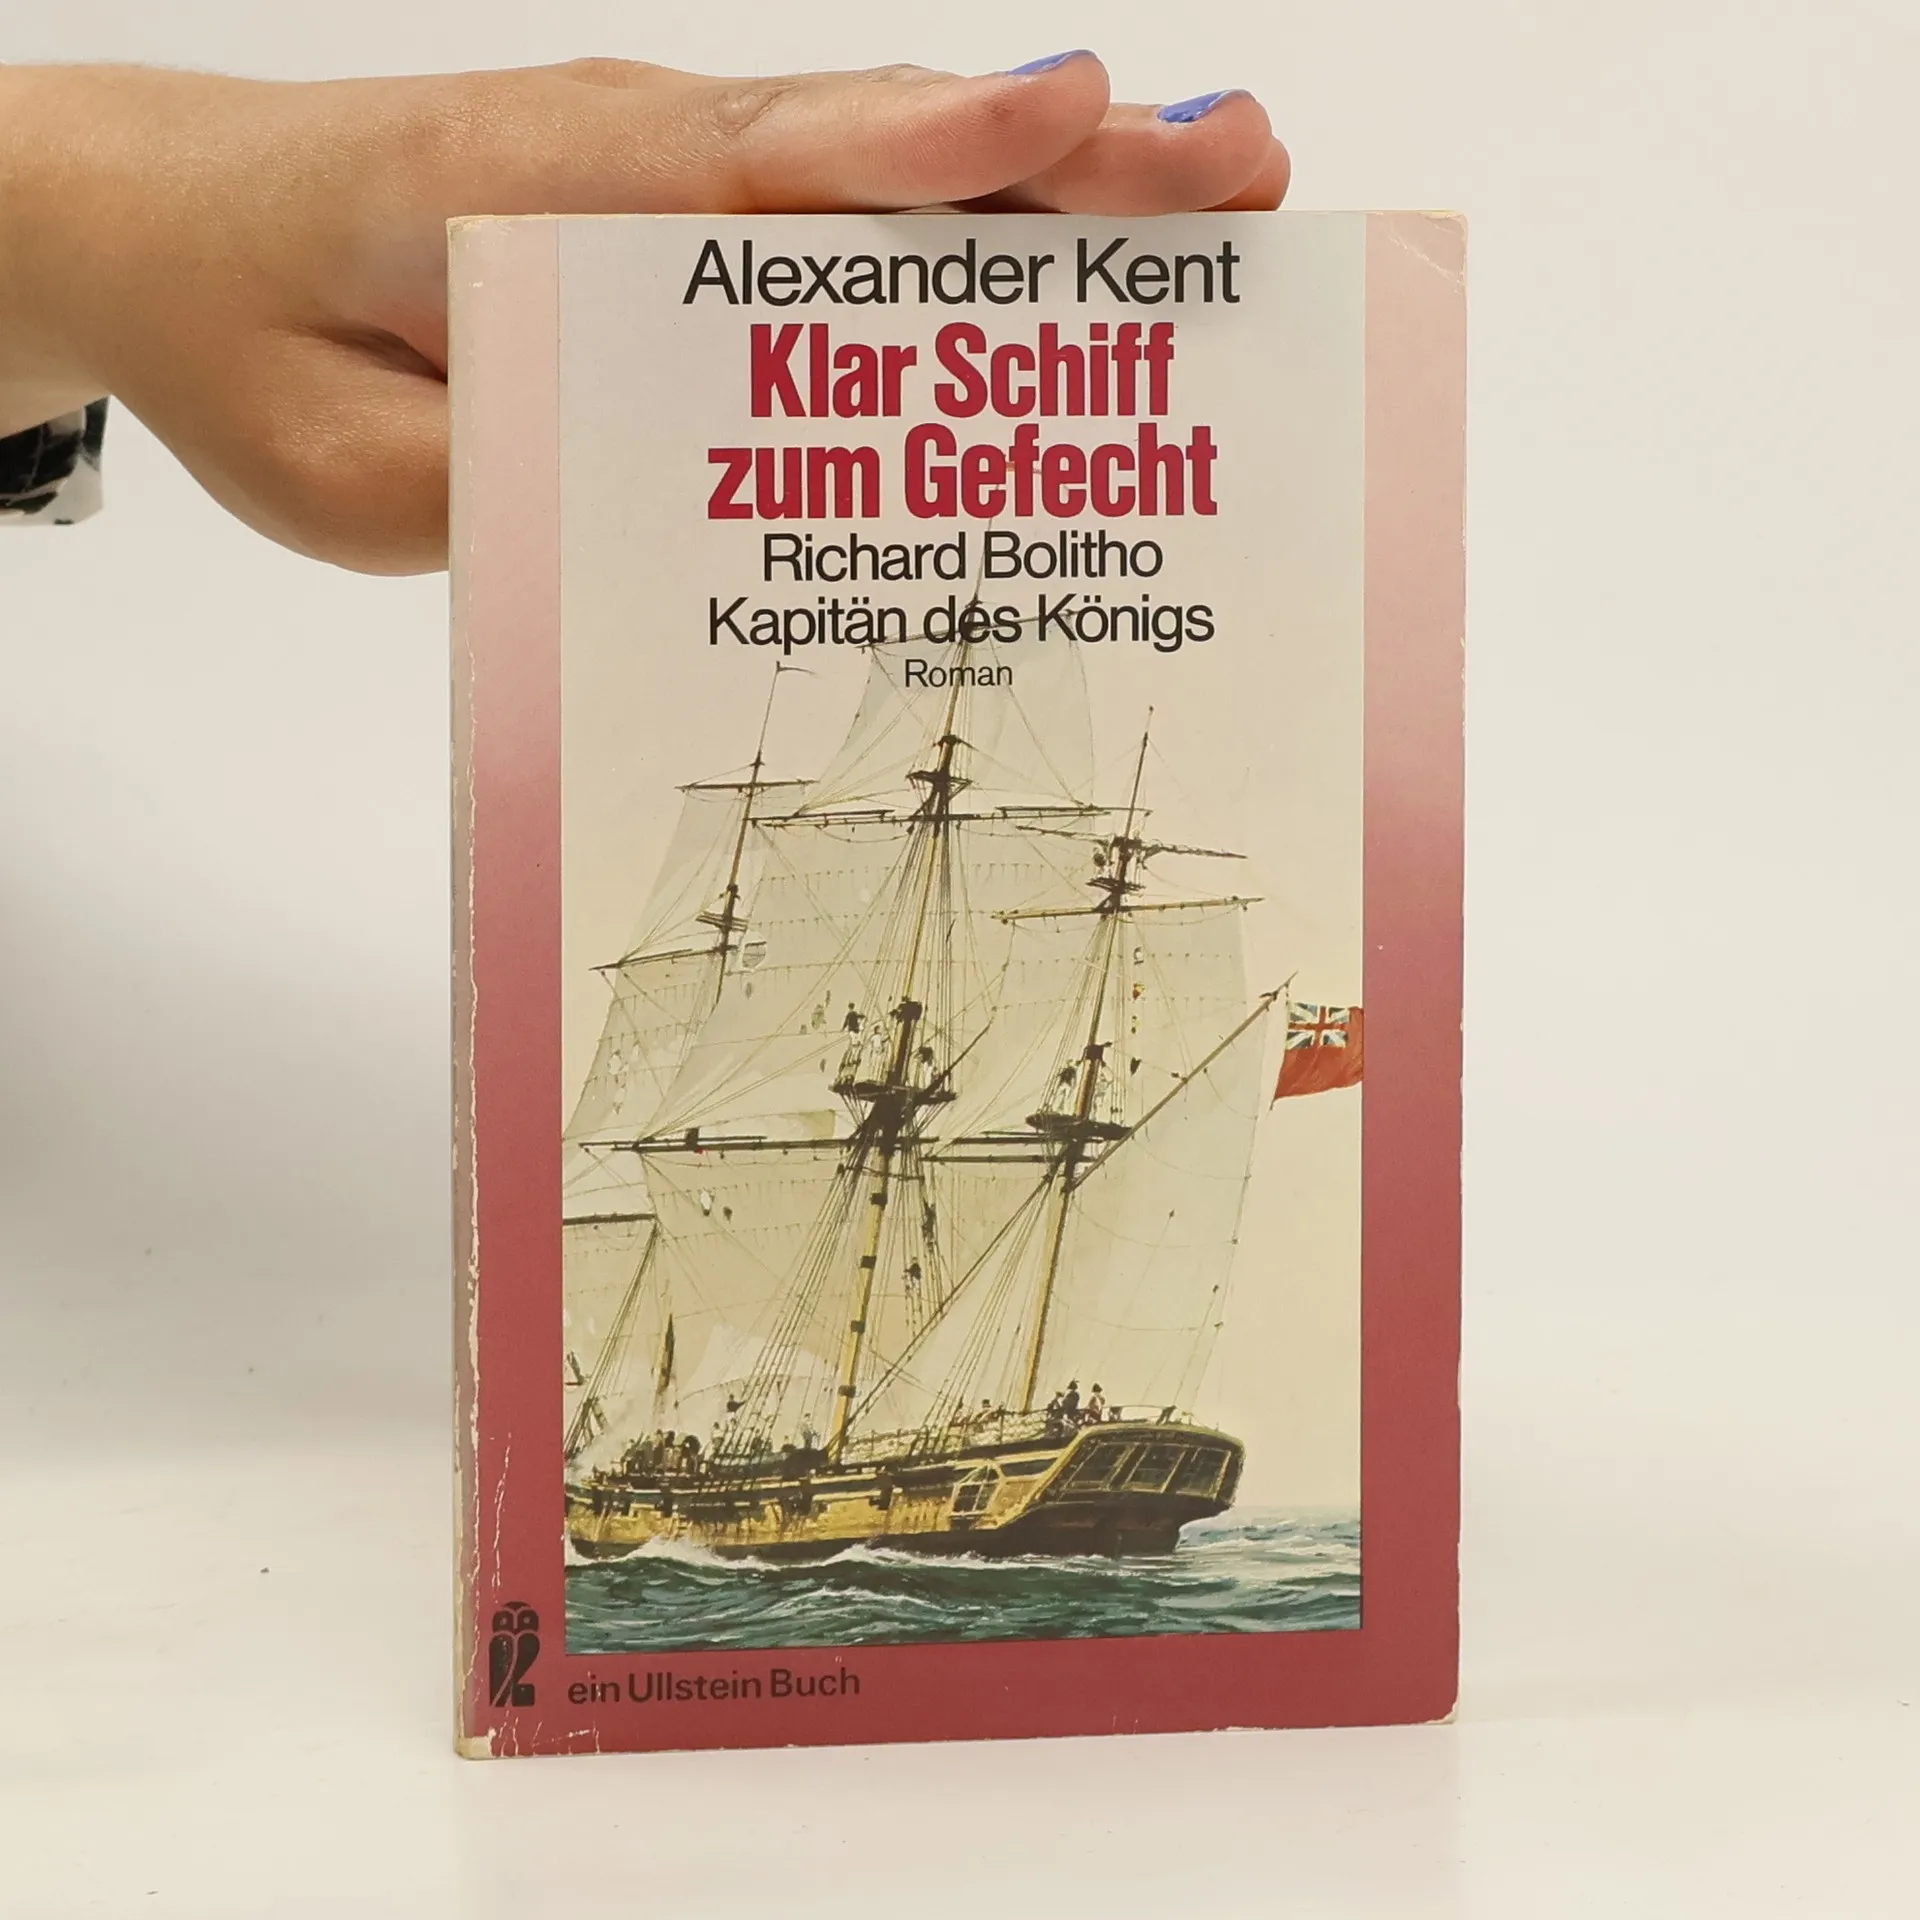 Alexander Kent
Klar Schiff
zum Gefecht
Richard Bolitho
Kapitän des Königs
Roman
ein Ullstein Buch